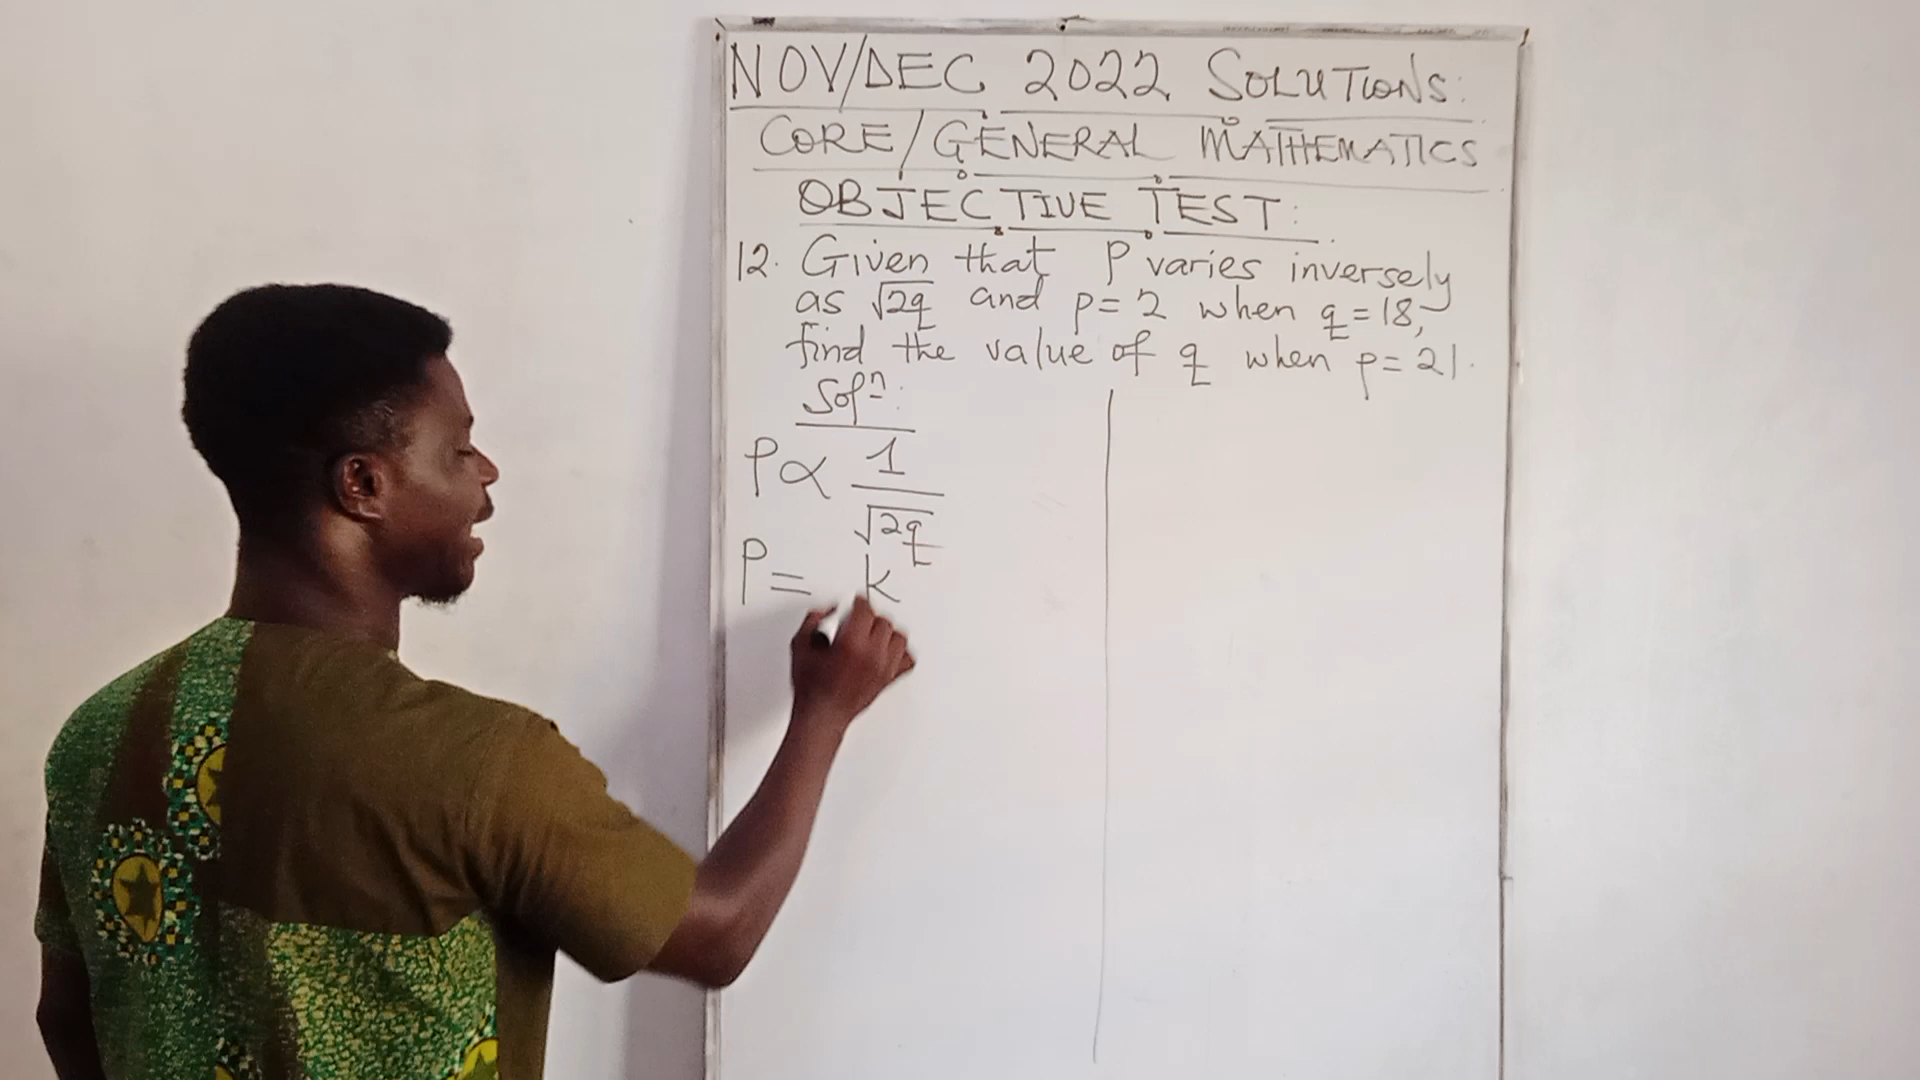 NOV/DEC 2022 SOLUTIONS:
CORE/GENERAL MATHEMATICS
OBJECTIVE TEST:
12. Given that P varies inversely
as √2q and p=2 when q=18,
find the value of q when p=21.
Solⁿ:
P ∝ 1/√2q
P = k